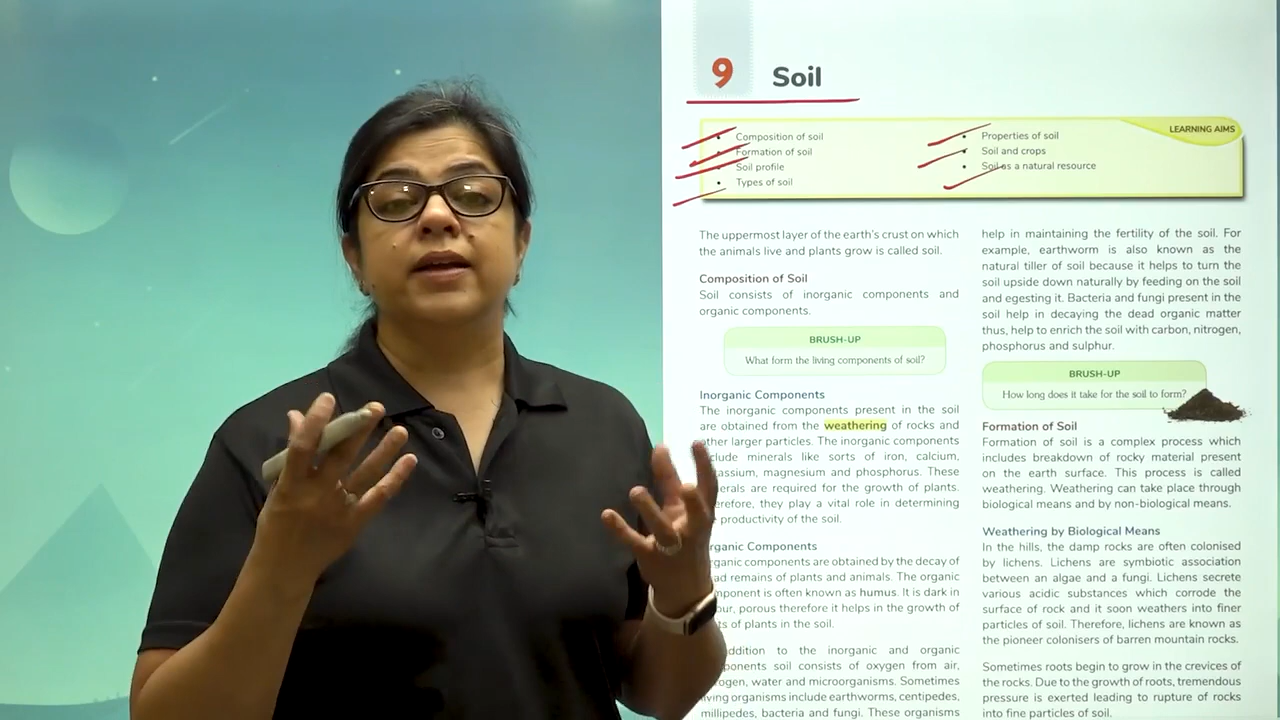 9 Soil
LEARNING AIMS
• Composition of soil
• Formation of soil
• Soil profile
• Types of soil
• Properties of soil
• Soil and crops
• Soil as a natural resource
The uppermost layer of the earth's crust on which
the animals live and plants grow is called soil.
Composition of Soil
Soil consists of inorganic components and
organic components.
BRUSH-UP
What form the living components of soil?
Inorganic Components
The inorganic components present in the soil
are obtained from the weathering of rocks and
other larger particles. The inorganic components
include minerals like sorts of iron, calcium,
magnesium and phosphorus. These
are required for the growth of plants.
they play a vital role in determining
productivity of the soil.
Components
components are obtained by the decay of
remains of plants and animals. The organic
is often known as humus. It is dark in
porous therefore it helps in the growth of
of plants in the soil.
to the inorganic and organic
soil consists of oxygen from air,
water and microorganisms. Sometimes
living organisms include earthworms, centipedes,
millipedes, bacteria and fungi. These organisms
help in maintaining the fertility of the soil. For
example, earthworm is also known as the
natural tiller of soil because it helps to turn the
soil upside down naturally by feeding on the soil
and egesting it. Bacteria and fungi present in the
soil help in decaying the dead organic matter
thus, help to enrich the soil with carbon, nitrogen,
phosphorus and sulphur.
BRUSH-UP
How long does it take for the soil to form?
Formation of Soil
Formation of soil is a complex process which
includes breakdown of rocky material present
on the earth surface. This process is called
weathering. Weathering can take place through
biological means and by non-biological means.
Weathering by Biological Means
In the hills, the damp rocks are often colonised
by lichens. Lichens are symbiotic association
between an algae and a fungi. Lichens secrete
various acidic substances which corrode the
surface of rock and it soon weathers into finer
particles of soil. Therefore, lichens are known as
the pioneer colonisers of barren mountain rocks.
Sometimes roots begin to grow in the crevices of
the rocks. Due to the growth of roots, tremendous
pressure is exerted leading to rupture of rocks
into fine particles of soil.